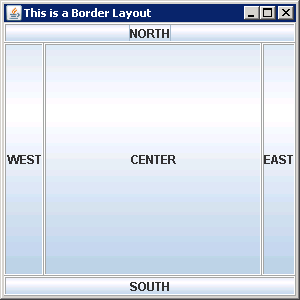 This is a Border Layout
NORTH
WEST
CENTER
EAST
SOUTH